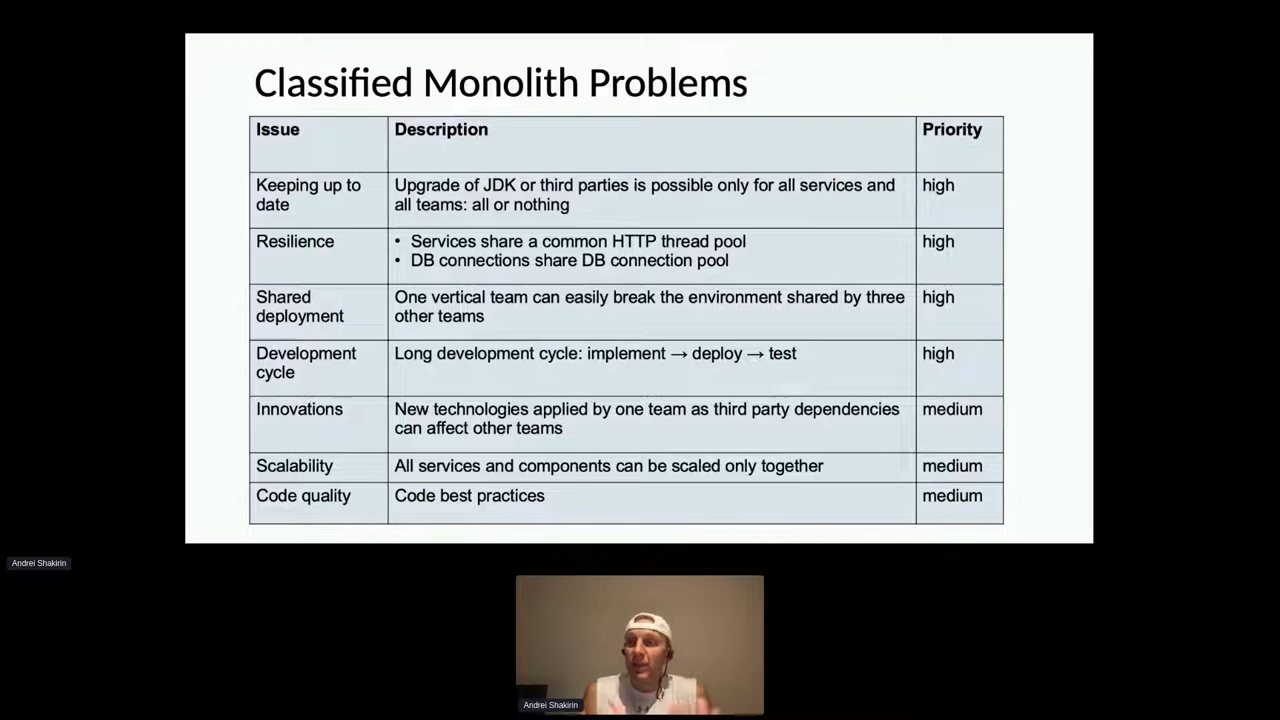 Classified Monolith Problems
Issue Description Priority
Keeping up to date Upgrade of JDK or third parties is possible only for all services and all teams: all or nothing high
Resilience • Services share a common HTTP thread pool high
• DB connections share DB connection pool
Shared deployment One vertical team can easily break the environment shared by three other teams high
Development cycle Long development cycle: implement → deploy → test high
Innovations New technologies applied by one team as third party dependencies can affect other teams medium
Scalability All services and components can be scaled only together medium
Code quality Code best practices medium
Andrei Shakirin
Andrei Shakirin